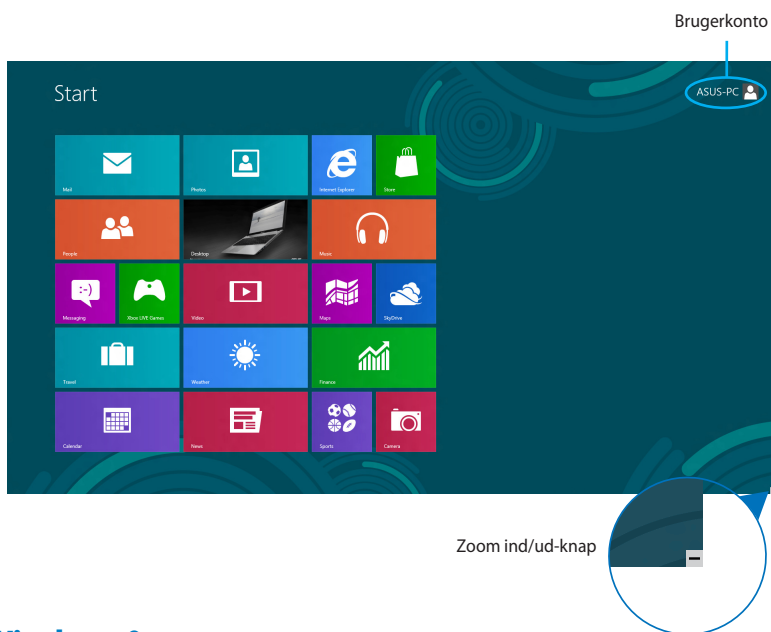 Brugerkonto
Start
ASUS-PC
Mail
Photos
Internet Explorer
Store
People
Desktop
Music
Messaging
Xbox LIVE Games
Video
Maps
SkyDrive
Travel
Weather
Finance
Calendar
News
Sports
Camera
Zoom ind/ud-knap